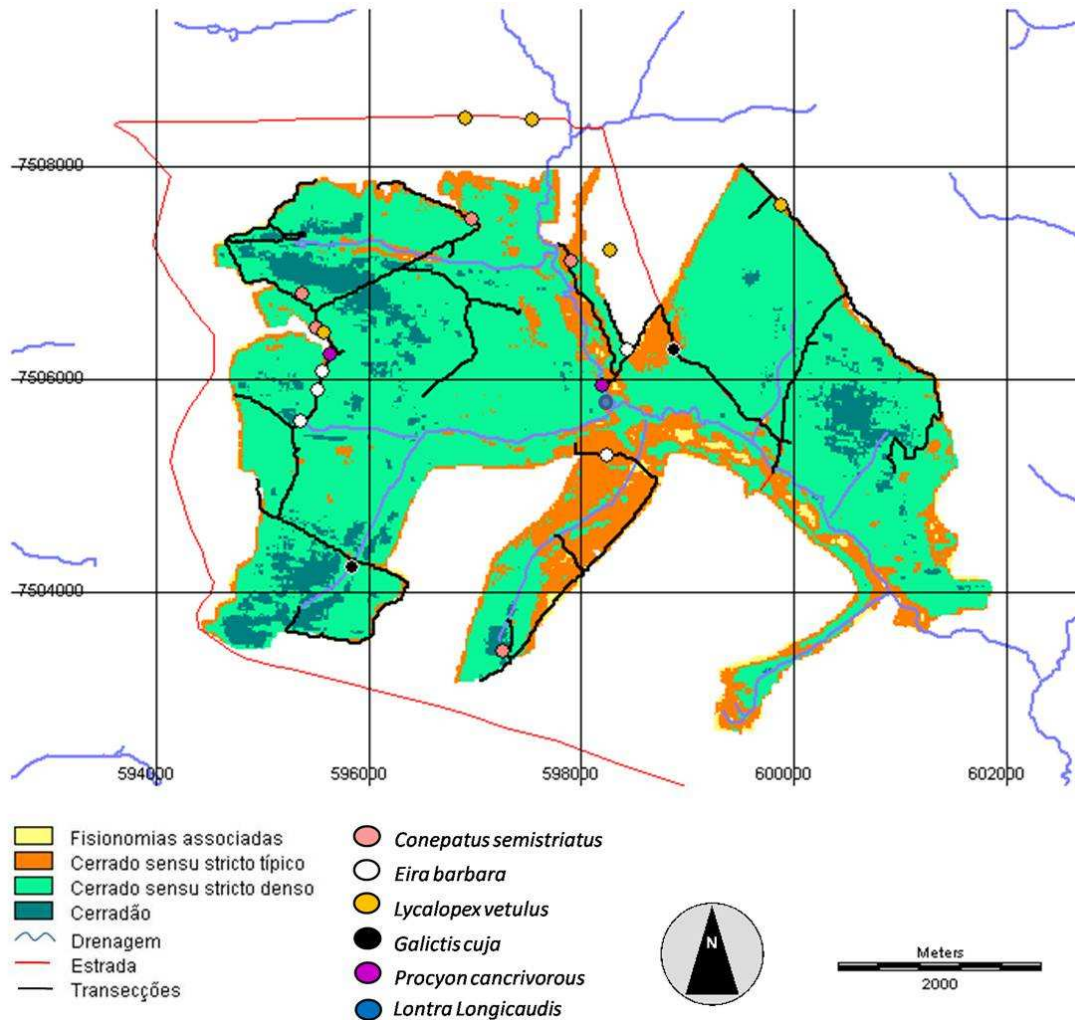 7508000
7506000
7504000
594000 596000 598000 600000 602000
Fisionomias associadas
Cerrado sensu stricto típico
Cerrado sensu stricto denso
Cerradão
Drenagem
Estrada
Transecções
Conepatus semistriatus
Eira barbara
Lycalopex vetulus
Galictis cuja
Procyon cancrivorous
Lontra Longicaudis
N
Meters
2000